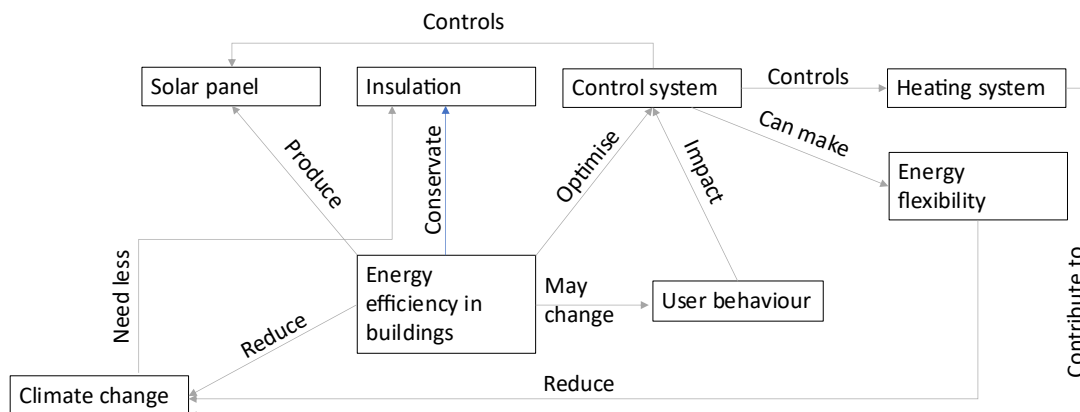 Controls
Solar panel
Insulation
Control system
Controls
Heating system
Can make
Produce
Conservate
Optimise
Impact
Energy
flexibility
Need less
Energy
efficiency in
buildings
May
change
User behaviour
Contribute to
Reduce
Reduce
Climate change